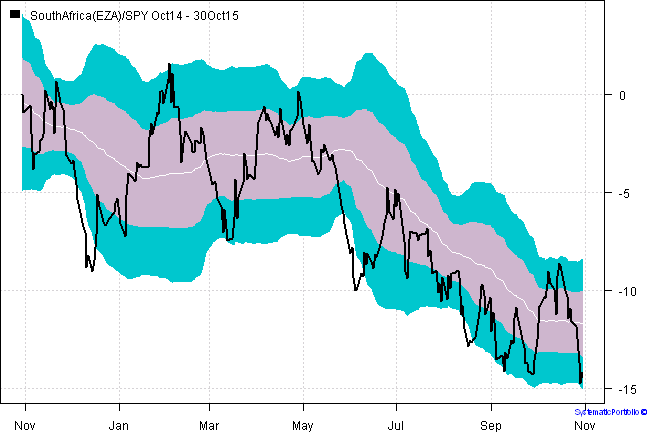 SouthAfrica(EZA)/SPY Oct14 - 30Oct15
0
-5
-10
-15
Nov Jan Mar May Jul Sep Nov
SystematicPortfolio ©